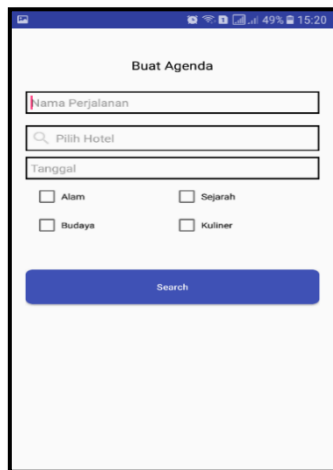 49% 15:20
Buat Agenda
Nama Perjalanan
Pilih Hotel
Tanggal
Alam Sejarah
Budaya Kuliner
Search